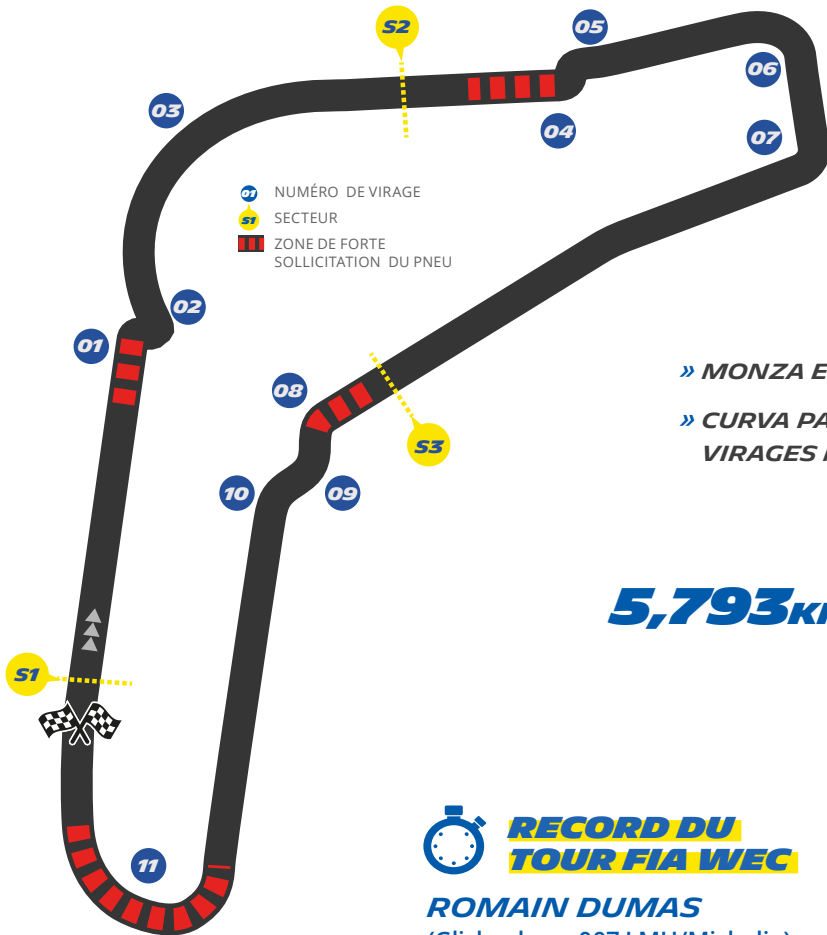 S2
05
06
03
04
07
01 NUMÉRO DE VIRAGE
S1 SECTEUR
ZONE DE FORTE
SOLLICITATION DU PNEU
02
01
» MONZA E
08
» CURVA PA
VIRAGES
S3
10
09
5,793
S1
11
RECORD DU
TOUR FIA WEC
ROMAIN DUMAS